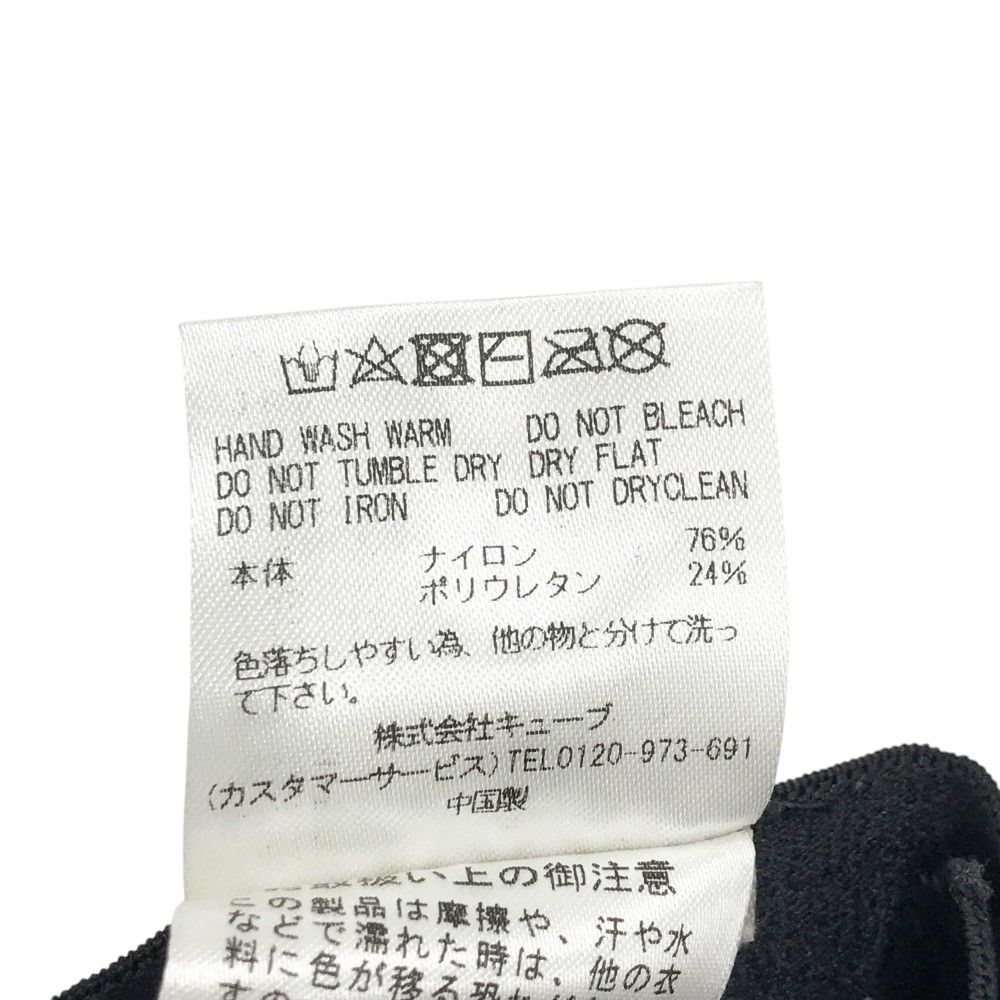 HAND WASH WARM DO NOT BLEACH
DO NOT TUMBLE DRY DRY FLAT
DO NOT IRON DO NOT DRYCLEAN
本体 ナイロン 76%
ポリウレタン 24%
色落ちしやすい為、他の物と分けて洗っ
て下さい。
株式会社キューブ
(カスタマーサービス)TEL0120-973-691
中国製
扱い上の御注意
この製品は摩擦や、汗や水
などで濡れた時は、他の衣
料に色が移る恐れ